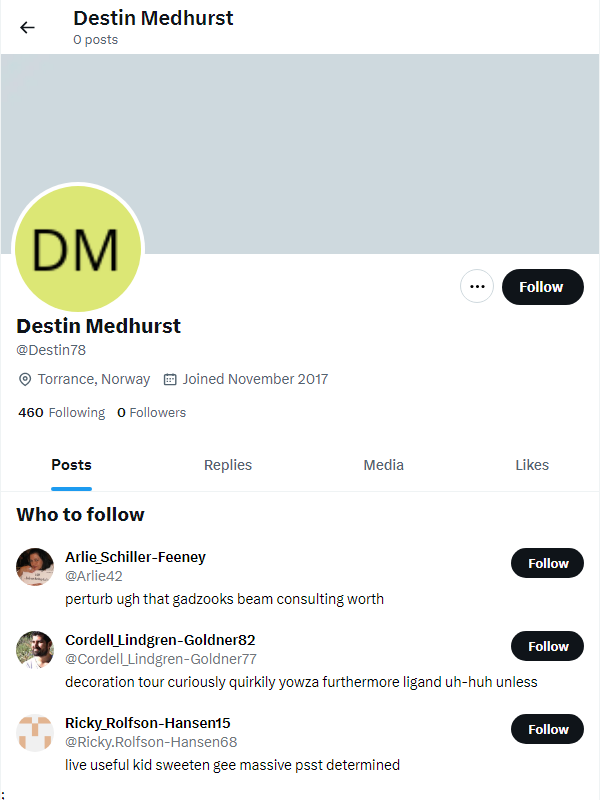 Destin Medhurst
0 posts
DM
Follow
Destin Medhurst
@Destin78
Torrance, Norway Joined November 2017
460 Following 0 Followers
Posts Replies Media Likes
Who to follow
Arlie_Schiller-Feeney
@Arlie42
Follow
perturb ugh that gadzooks beam consulting worth
Cordell_Lindgren-Goldner82
@Cordell_Lindgren-Goldner77
Follow
decoration tour curiously quirkily yowza furthermore ligand uh-huh unless
Ricky_Rolfson-Hansen15
@Ricky.Rolfson-Hansen68
Follow
live useful kid sweeten gee massive psst determined
;